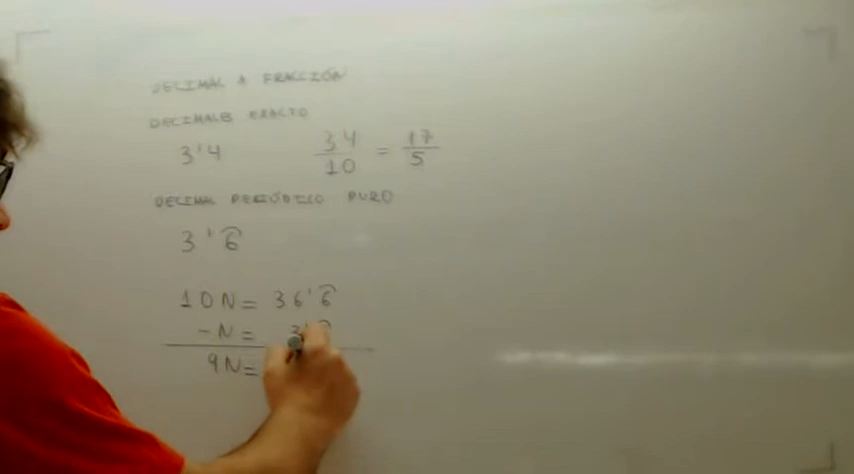 DECIMAL A FRACCIÓN
DECIMALES EXACTO
3'4 34/10 = 17/5
DECIMAL PERIÓDICO PURO
3'6̂
10N = 36'6̂
-N = 3'
9N =